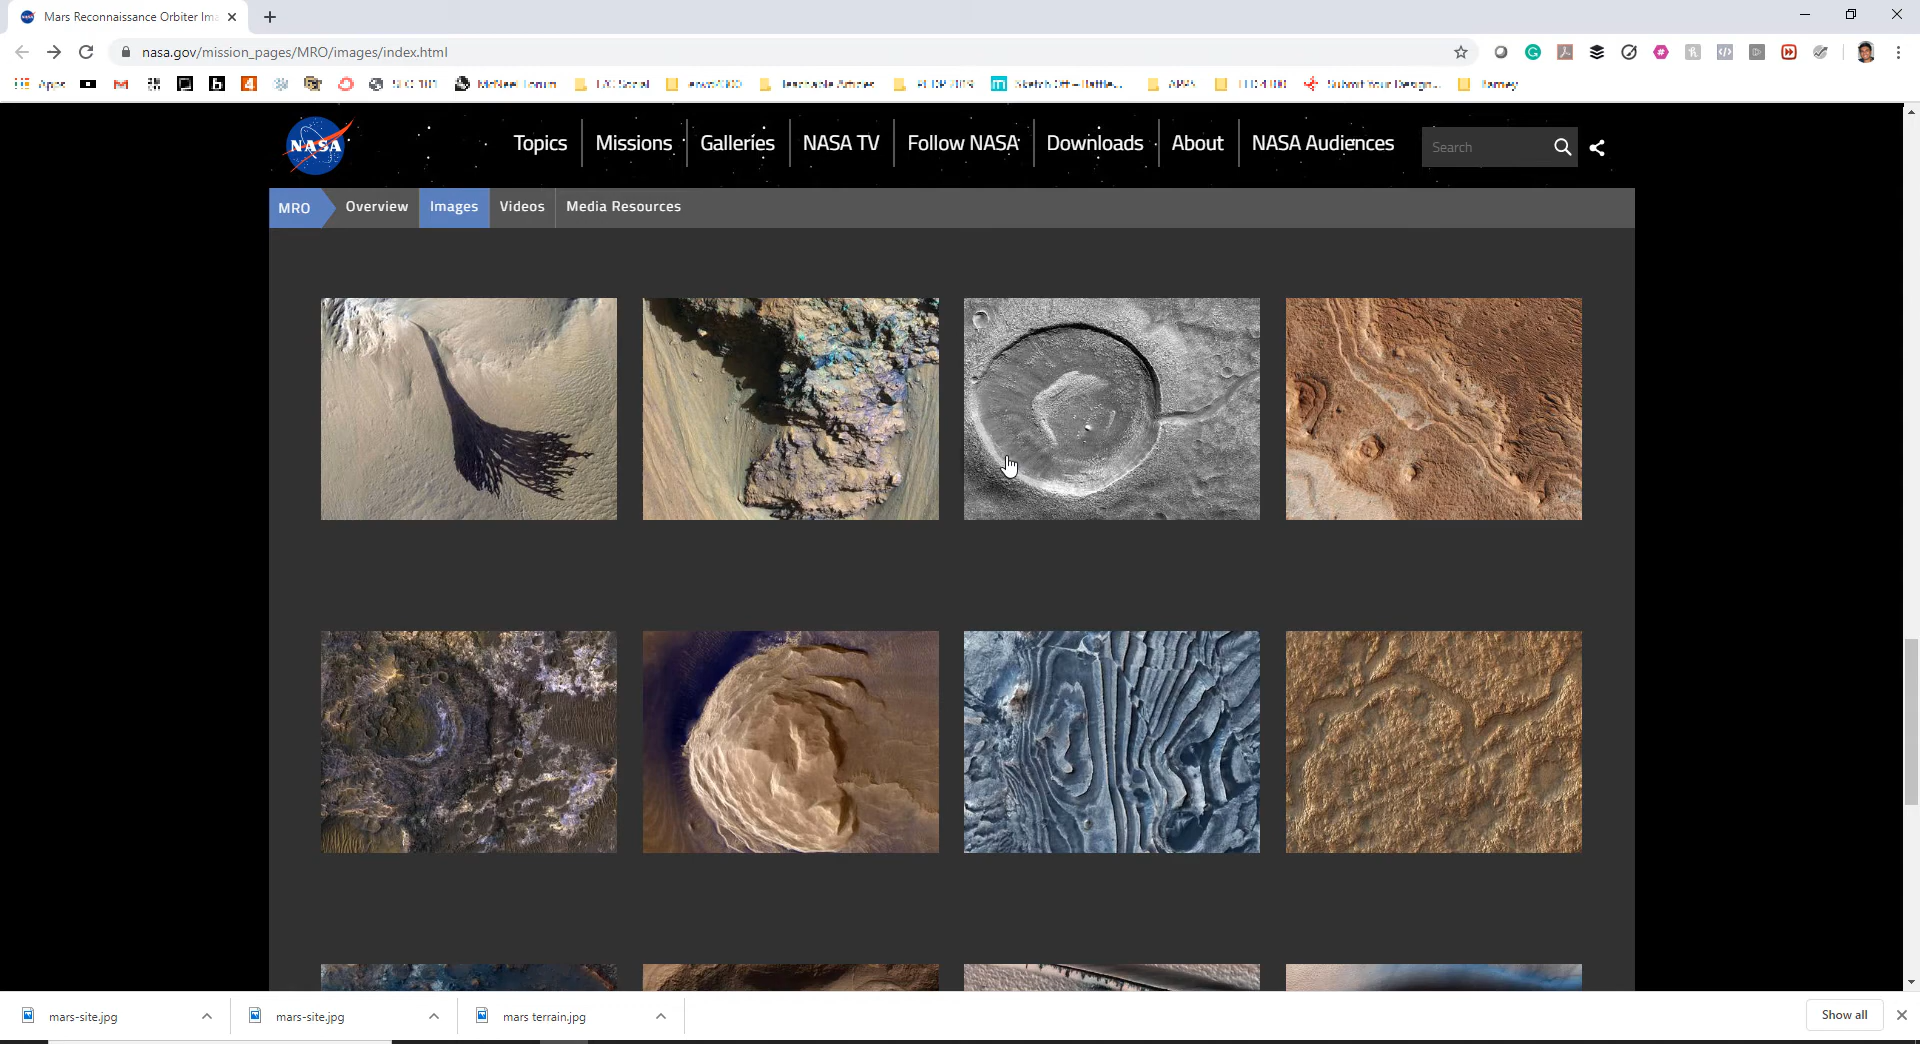 Mars Reconnaissance Orbiter Ima
nasa.gov/mission_pages/MRO/images/index.html
Apps
NASA
Topics
Missions
Galleries
NASA TV
Follow NASA
Downloads
About
NASA Audiences
Search
MRO
Overview
Images
Videos
Media Resources
mars-site.jpg
mars-site.jpg
mars terrain.jpg
Show all